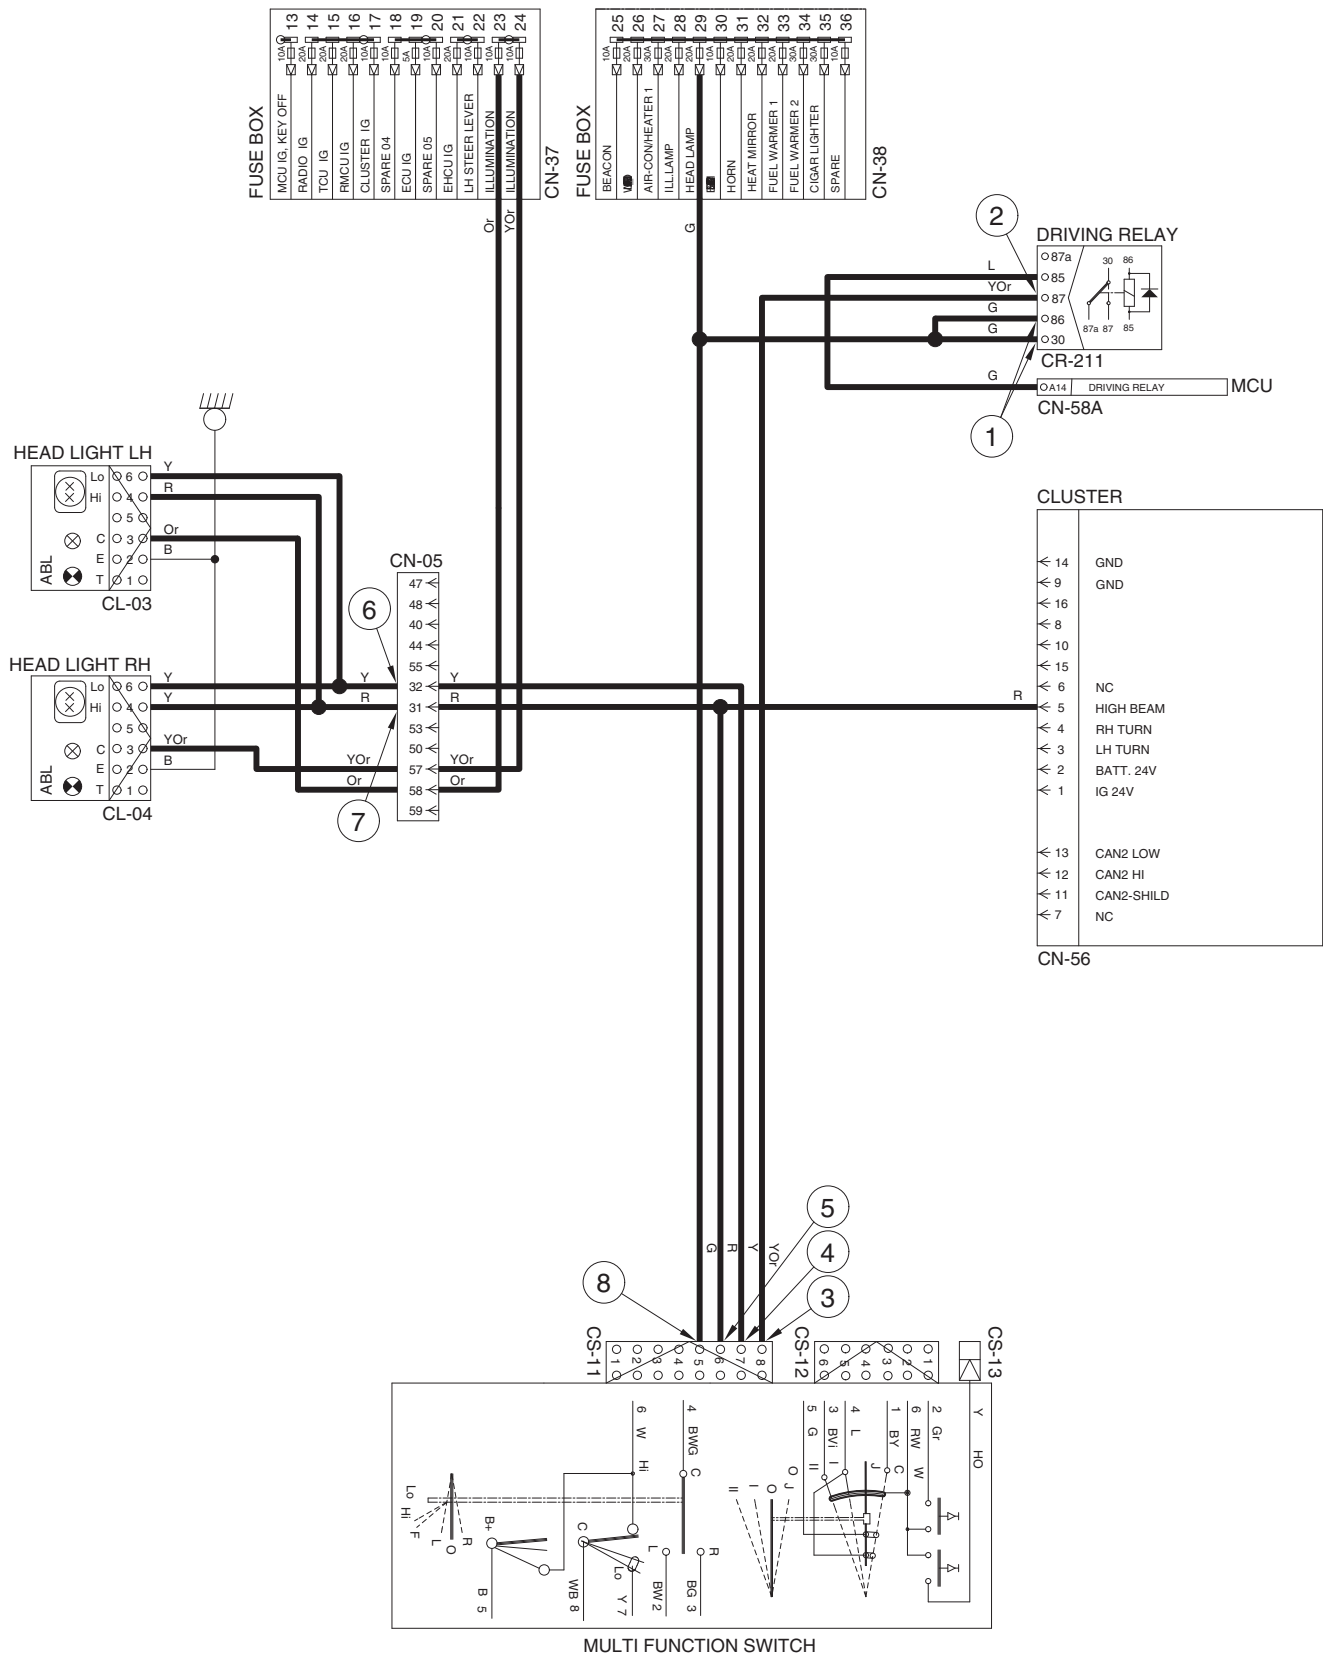 FUSE BOX
13 14 15 16 17 18 19 20 21 22 23 24
10A 20A 20A 20A 10A 10A 5A 10A 20A 10A 10A 10A
MCU IG, KEY OFF
RADIO IG
TCU IG
RMCU IG
CLUSTER IG
SPARE 04
ECU IG
SPARE 05
EHCU IG
LH STEER LEVER
ILLUMINATION
ILLUMINATION
CN-37
Or
YOr
FUSE BOX
25 26 27 28 29 30 31 32 33 34 35 36
10A 20A 30A 20A 20A 10A 20A 20A 20A 30A 30A 10A
BEACON
AIR-CON/HEATER 1
ILL.LAMP
HEAD LAMP
HORN
HEAT MIRROR
FUEL WARMER 1
FUEL WARMER 2
CIGAR LIGHTER
SPARE
CN-38
G
2
DRIVING RELAY
L
YOr
G
G
87a
85
87
86
30
30 86
87a 87 85
CR-211
G
A14 DRIVING RELAY
MCU
CN-58A
1
HEAD LIGHT LH
Lo 6 Y
Hi 4 R
5
C 3 Or
E 2 B
T 1
ABL
CL-03
HEAD LIGHT RH
Lo 6 Y
Hi 4 Y
5
C 3 YOr
E 2 B
T 1
ABL
CL-04
CN-05
47
48
40
44
55
Y 32 Y
R 31 R
53
50
YOr 57 YOr
Or 58 Or
59
6
7
CLUSTER
14 GND
9 GND
16
8
10
15
6 NC
R 5 HIGH BEAM
4 RH TURN
3 LH TURN
2 BATT. 24V
1 IG 24V
13 CAN2 LOW
12 CAN2 HI
11 CAN2-SHILD
7 NC
CN-56
G R Y YOr
5
4
3
8
CS-11
1 2 3 4 5 6 7 8
CS-12
6 5 4 3 2 1
CS-13
6 W
Hi
4 BWG
C
5 G
3 BVi
4 L
1 BY
6 RW
2 Gr
Y HO
O J
II
I
J
C
W
II I O J
Lo Hi F L O R
B+
B 5
C
WB 8
Lo
Y 7
L
BW 2
R
BG 3
MULTI FUNCTION SWITCH